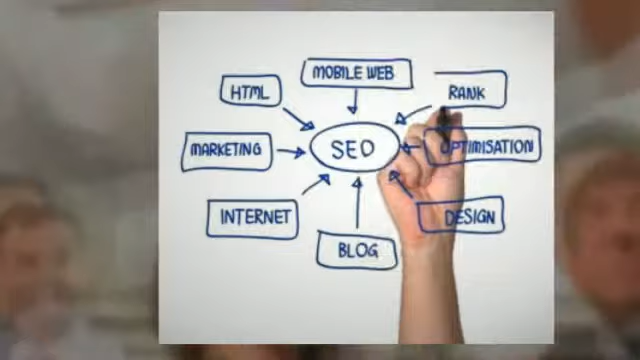 MOBILE WEB
HTML
RANK
MARKETING
SEO
OPTIMISATION
INTERNET
DESIGN
BLOG